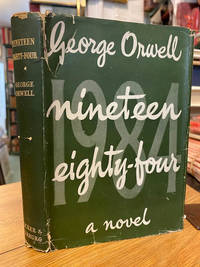 NINETEEN
EIGHTY-FOUR
GEORGE
ORWELL
George Orwell
1984
nineteen
eighty-four
a novel